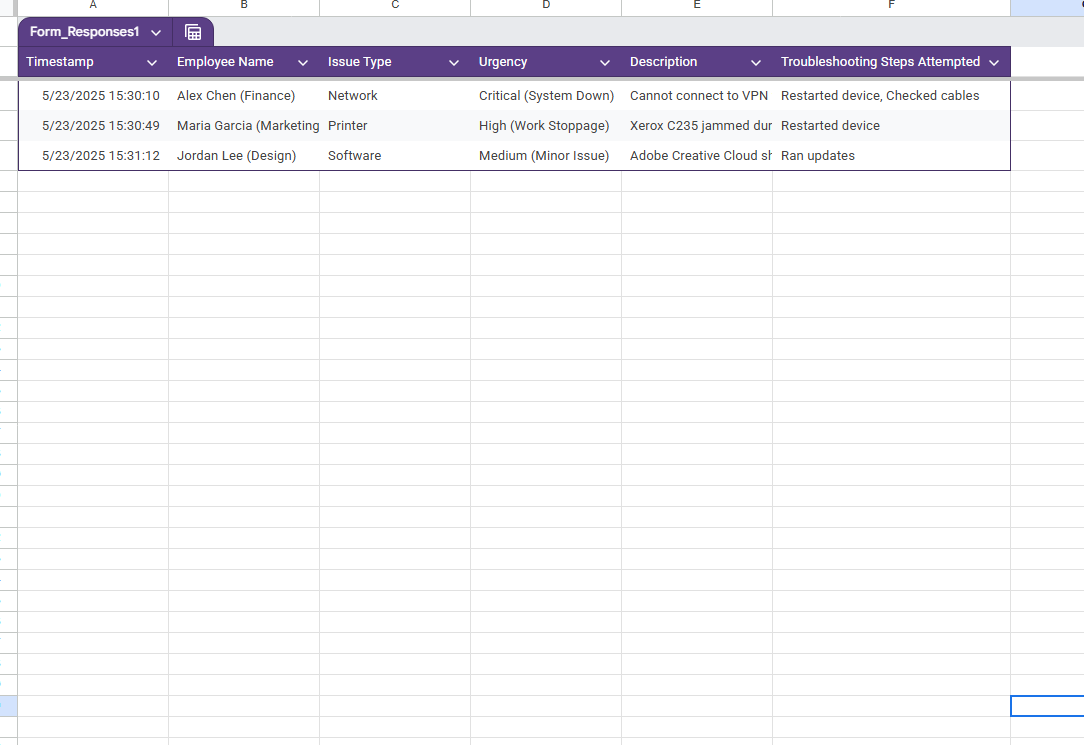 A B C D E F
Form_Responses1
Timestamp Employee Name Issue Type Urgency Description Troubleshooting Steps Attempted
5/23/2025 15:30:10 Alex Chen (Finance) Network Critical (System Down) Cannot connect to VPN Restarted device, Checked cables
5/23/2025 15:30:49 Maria Garcia (Marketing Printer High (Work Stoppage) Xerox C235 jammed dur Restarted device
5/23/2025 15:31:12 Jordan Lee (Design) Software Medium (Minor Issue) Adobe Creative Cloud sh Ran updates